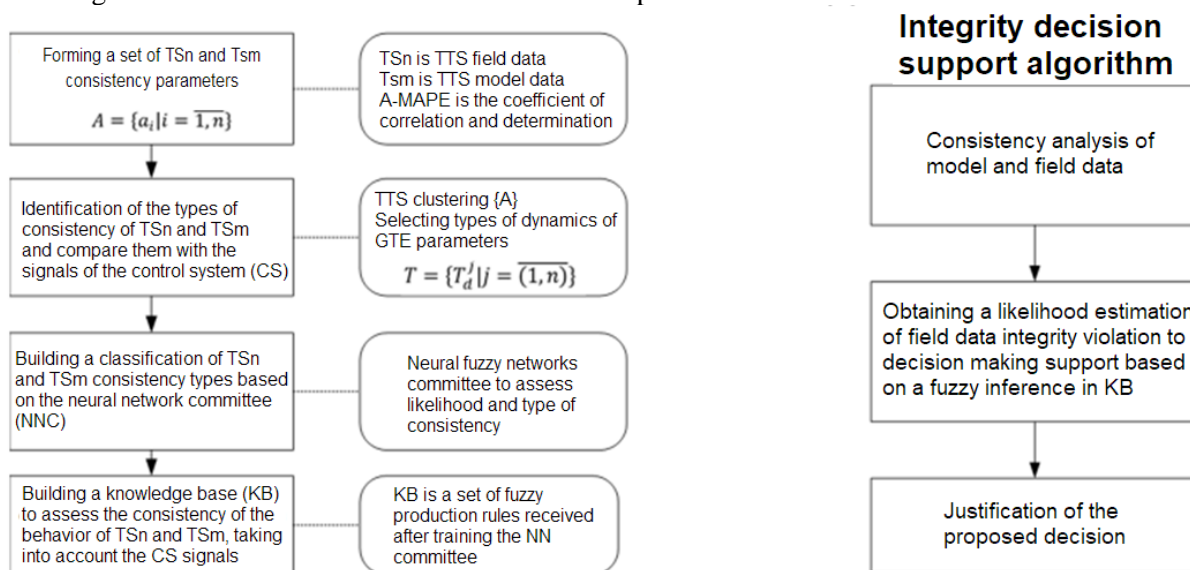 Forming a set of TSn and Tsm
consistency parameters
A = {a_i|i = \overline{1,n}}
TSn is TTS field data
Tsm is TTS model data
A-MAPE is the coefficient of
correlation and determination
Identification of the types of
consistency of TSn and TSm
and compare them with the
signals of the control system (CS)
TTS clustering {A}
Selecting types of dynamics of
GTE parameters
T = {T_d^j|j = \overline{(1,n)}}
Building a classification of TSn
and TSm consistency types based
on the neural network committee
(NNC)
Neural fuzzy networks
committee to assess
likelihood and type of
consistency
Building a knowledge base (KB)
to assess the consistency of the
behavior of TSn and TSm, taking
into account the CS signals
KB is a set of fuzzy
production rules received
after training the NN
committee
Integrity decision
support algorithm
Consistency analysis of
model and field data
Obtaining a likelihood estimation
of field data integrity violation to
decision making support based
on a fuzzy inference in KB
Justification of the
proposed decision